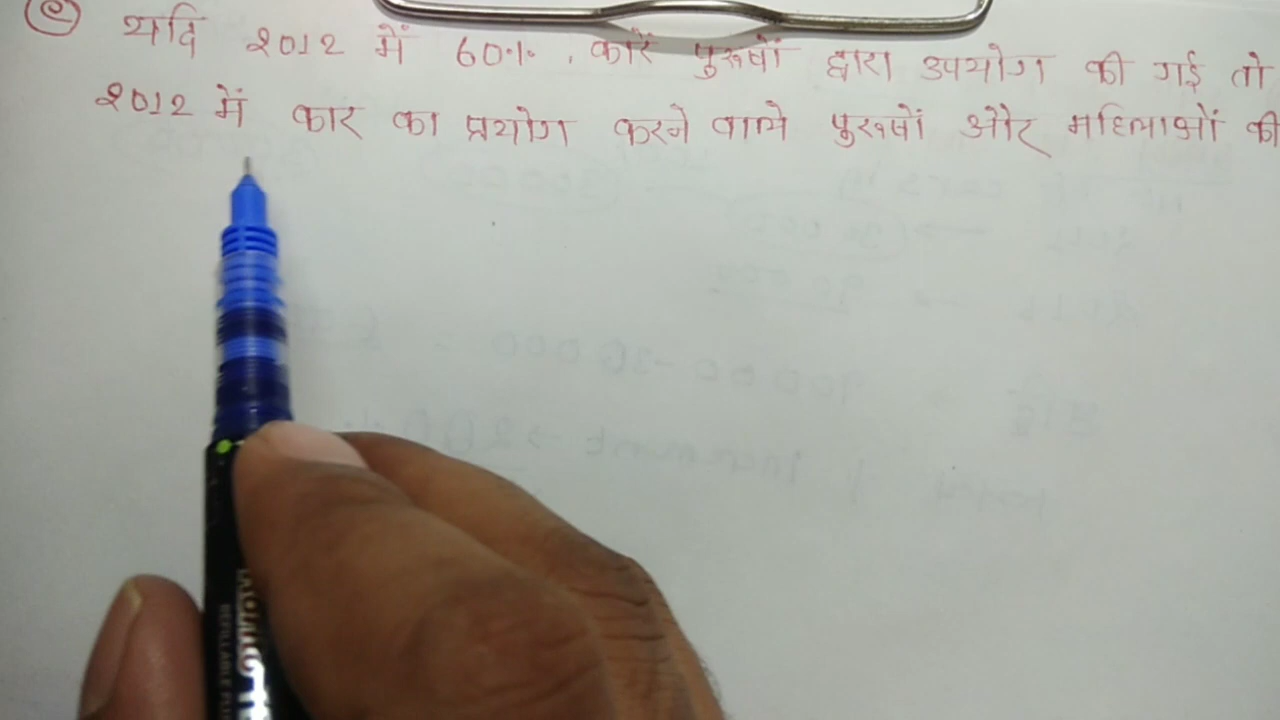 e यदि 2012 में 60% कारें पुरूषों द्वारा उपयोग की गई तो
2012 में कार का प्रयोग करने वाले पुरूषों और महिलाओं की